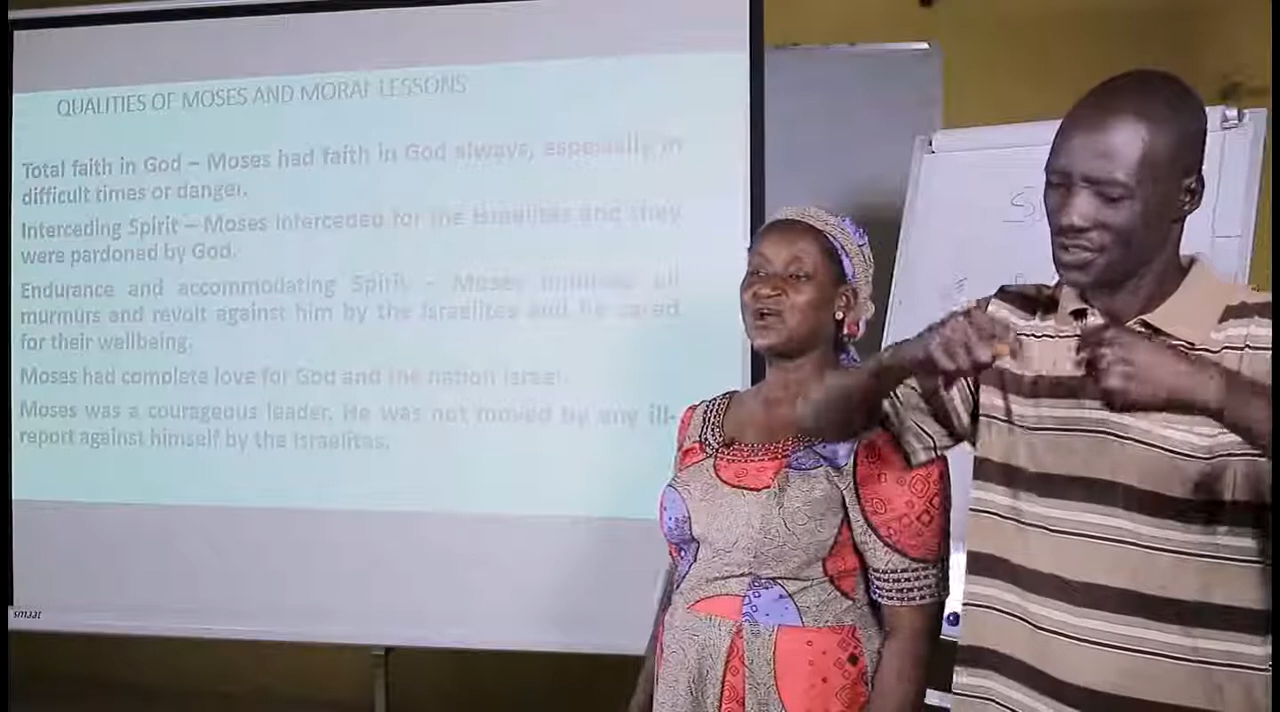 QUALITIES OF MOSES AND MORAL LESSONS
Total faith in God – Moses had faith in God always, especially in
difficult times or danger.
Interceding Spirit – Moses interceded for the Israelites and they
were pardoned by God.
Endurance and accommodating Spirit - Moses endured all
murmurs and revolt against him by the Israelites and he cared
for their wellbeing.
Moses had complete love for God and the nation Israel.
Moses was a courageous leader. He was not moved by any ill-
report against himself by the Israelites.
smaat